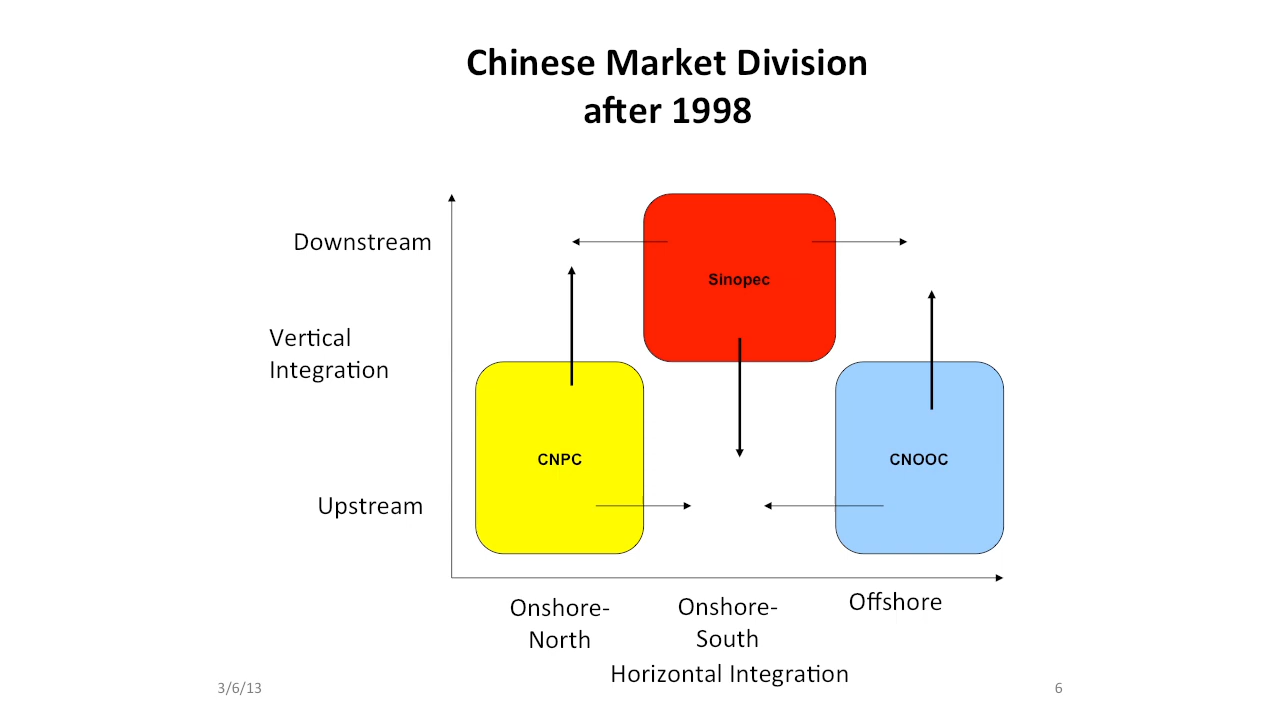 Chinese Market Division
after 1998
Downstream
Sinopec
Vertical
Integration
CNPC
CNOOC
Upstream
Onshore-
North
Onshore-
South
Offshore
Horizontal Integration
3/6/13
6